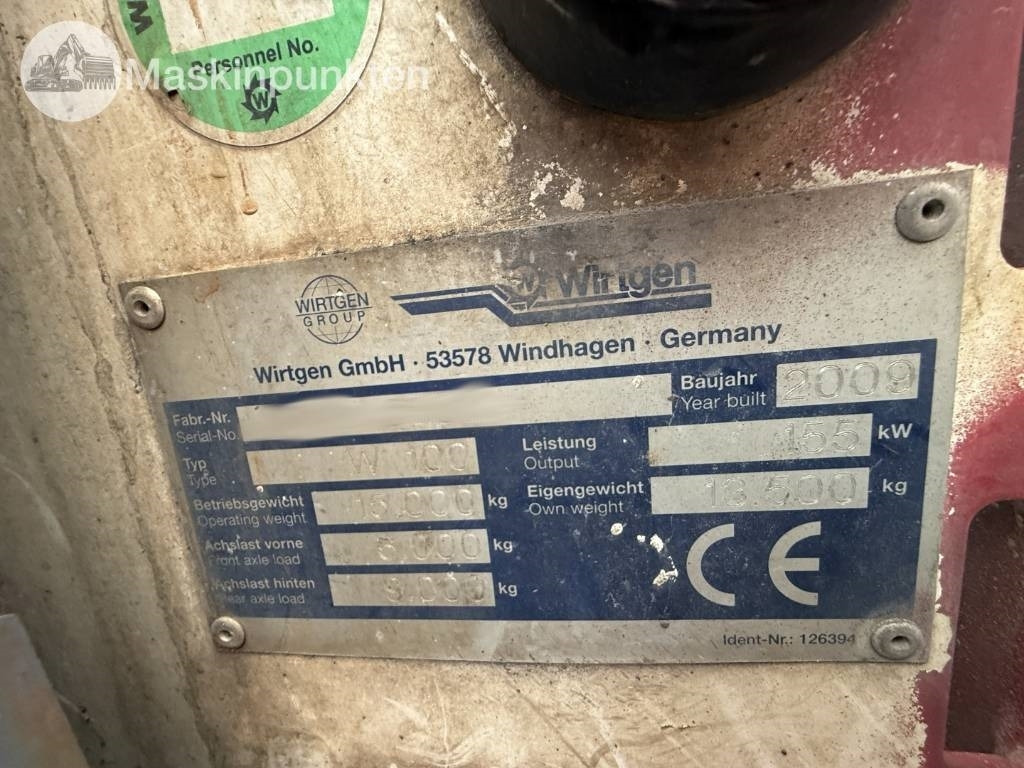 Personnel No.
W
Maskinpunkten
WIRTGEN
GROUP
W Wirtgen
Wirtgen GmbH · 53578 Windhagen · Germany
Fabr.-Nr.
Serial-No.
Baujahr
Year built
2009
Typ
Type
W 100
Leistung
Output
155 kW
Betriebsgewicht
Operating weight
15.000 kg
Eigengewicht
Own weight
13.500 kg
Achslast vorne
Front axle load
6.000 kg
Achslast hinten
Rear axle load
9.000 kg
CE
Ident-Nr.: 126394